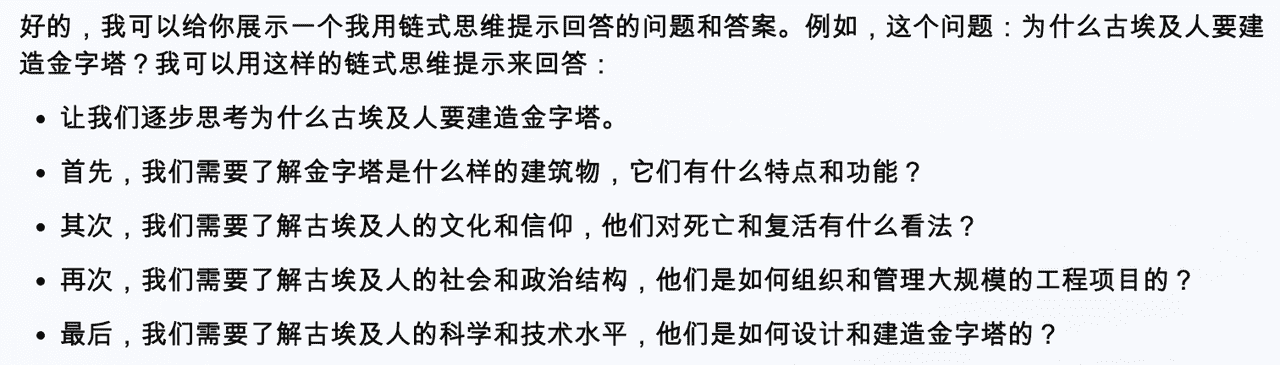 好的，我可以给你展示一个我用链式思维提示回答的问题和答案。例如，这个问题：为什么古埃及人要建
造金字塔？我可以用这样的链式思维提示来回答：
• 让我们逐步思考为什么古埃及人要建造金字塔。
• 首先，我们需要了解金字塔是什么样的建筑物，它们有什么特点和功能？
• 其次，我们需要了解古埃及人的文化和信仰，他们对死亡和复活有什么看法？
• 再次，我们需要了解古埃及人的社会和政治结构，他们是如何组织和管理大规模的工程项目的？
• 最后，我们需要了解古埃及人的科学和技术水平，他们是如何设计和建造金字塔的？